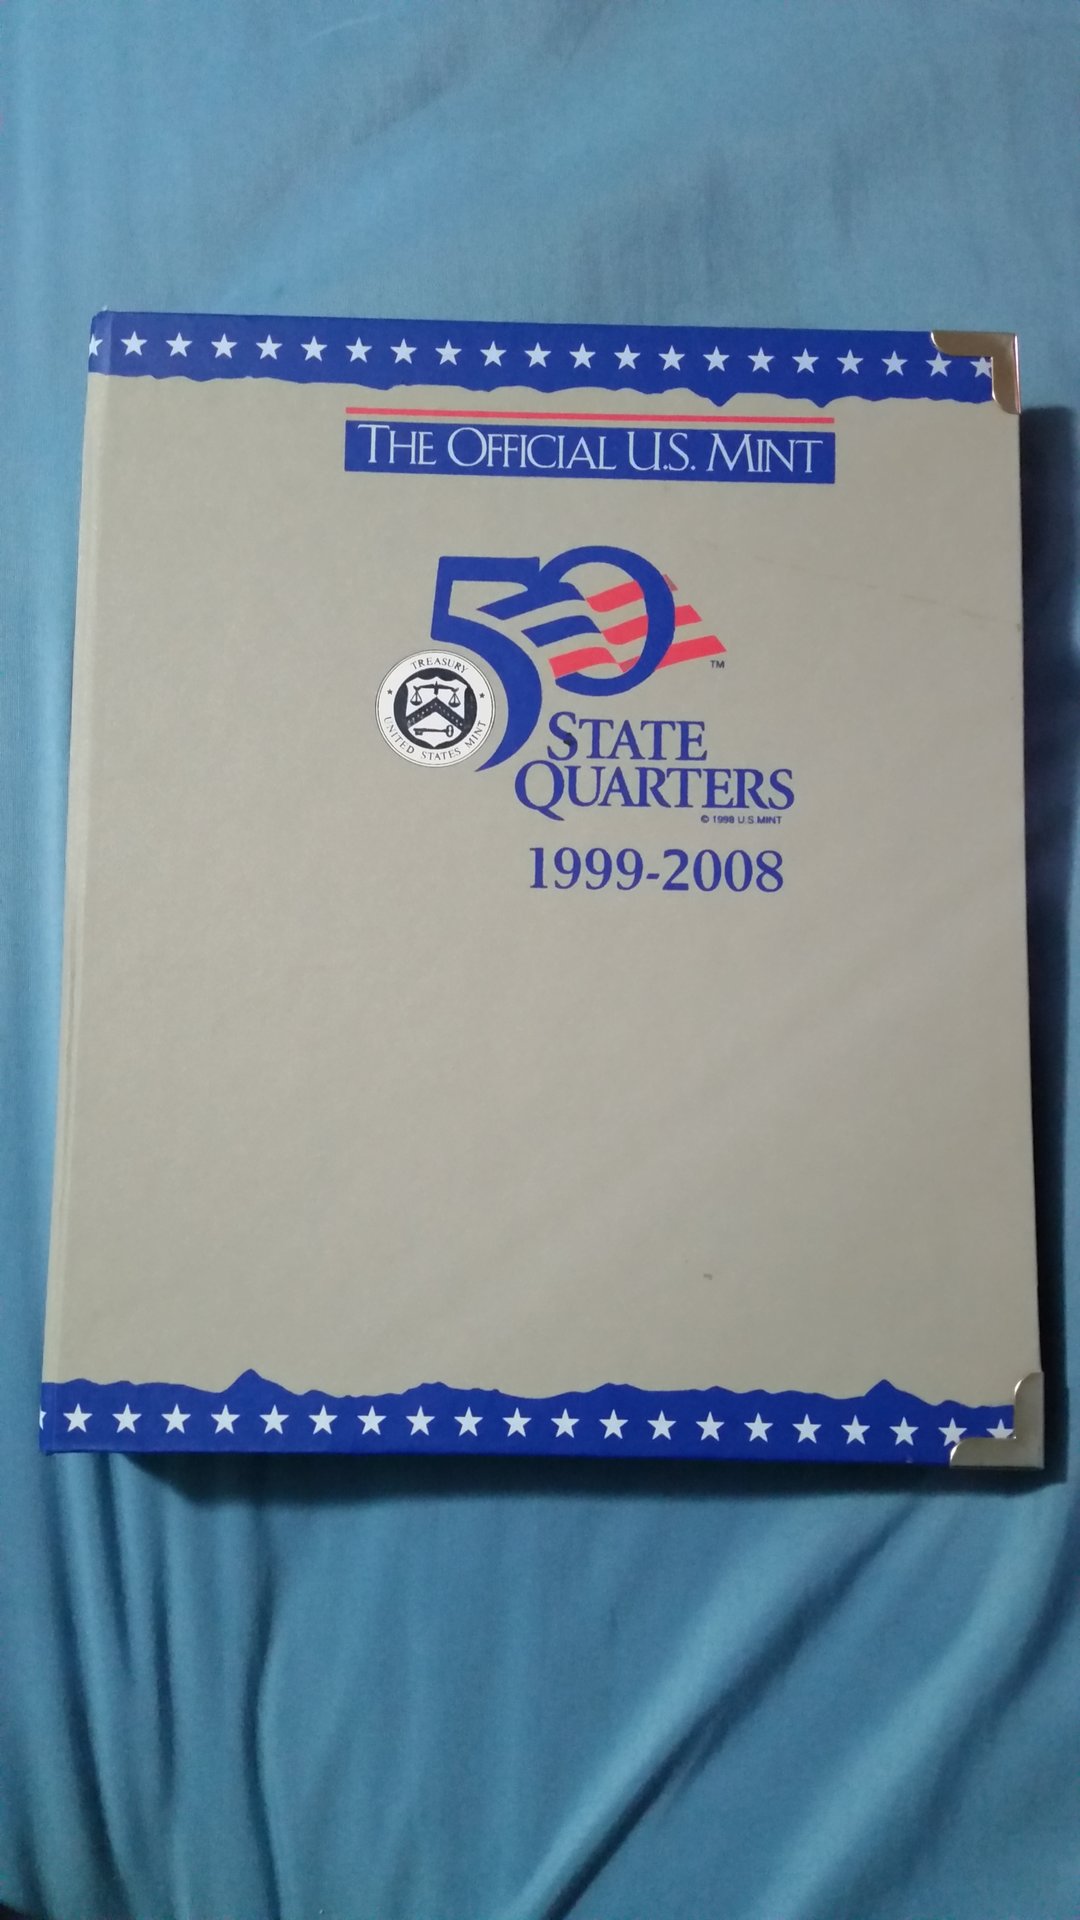 THE OFFICIAL U.S. MINT
50
TM
TREASURY
UNITED STATES MINT
STATE
QUARTERS
© 1998 U.S. MINT
1999-2008